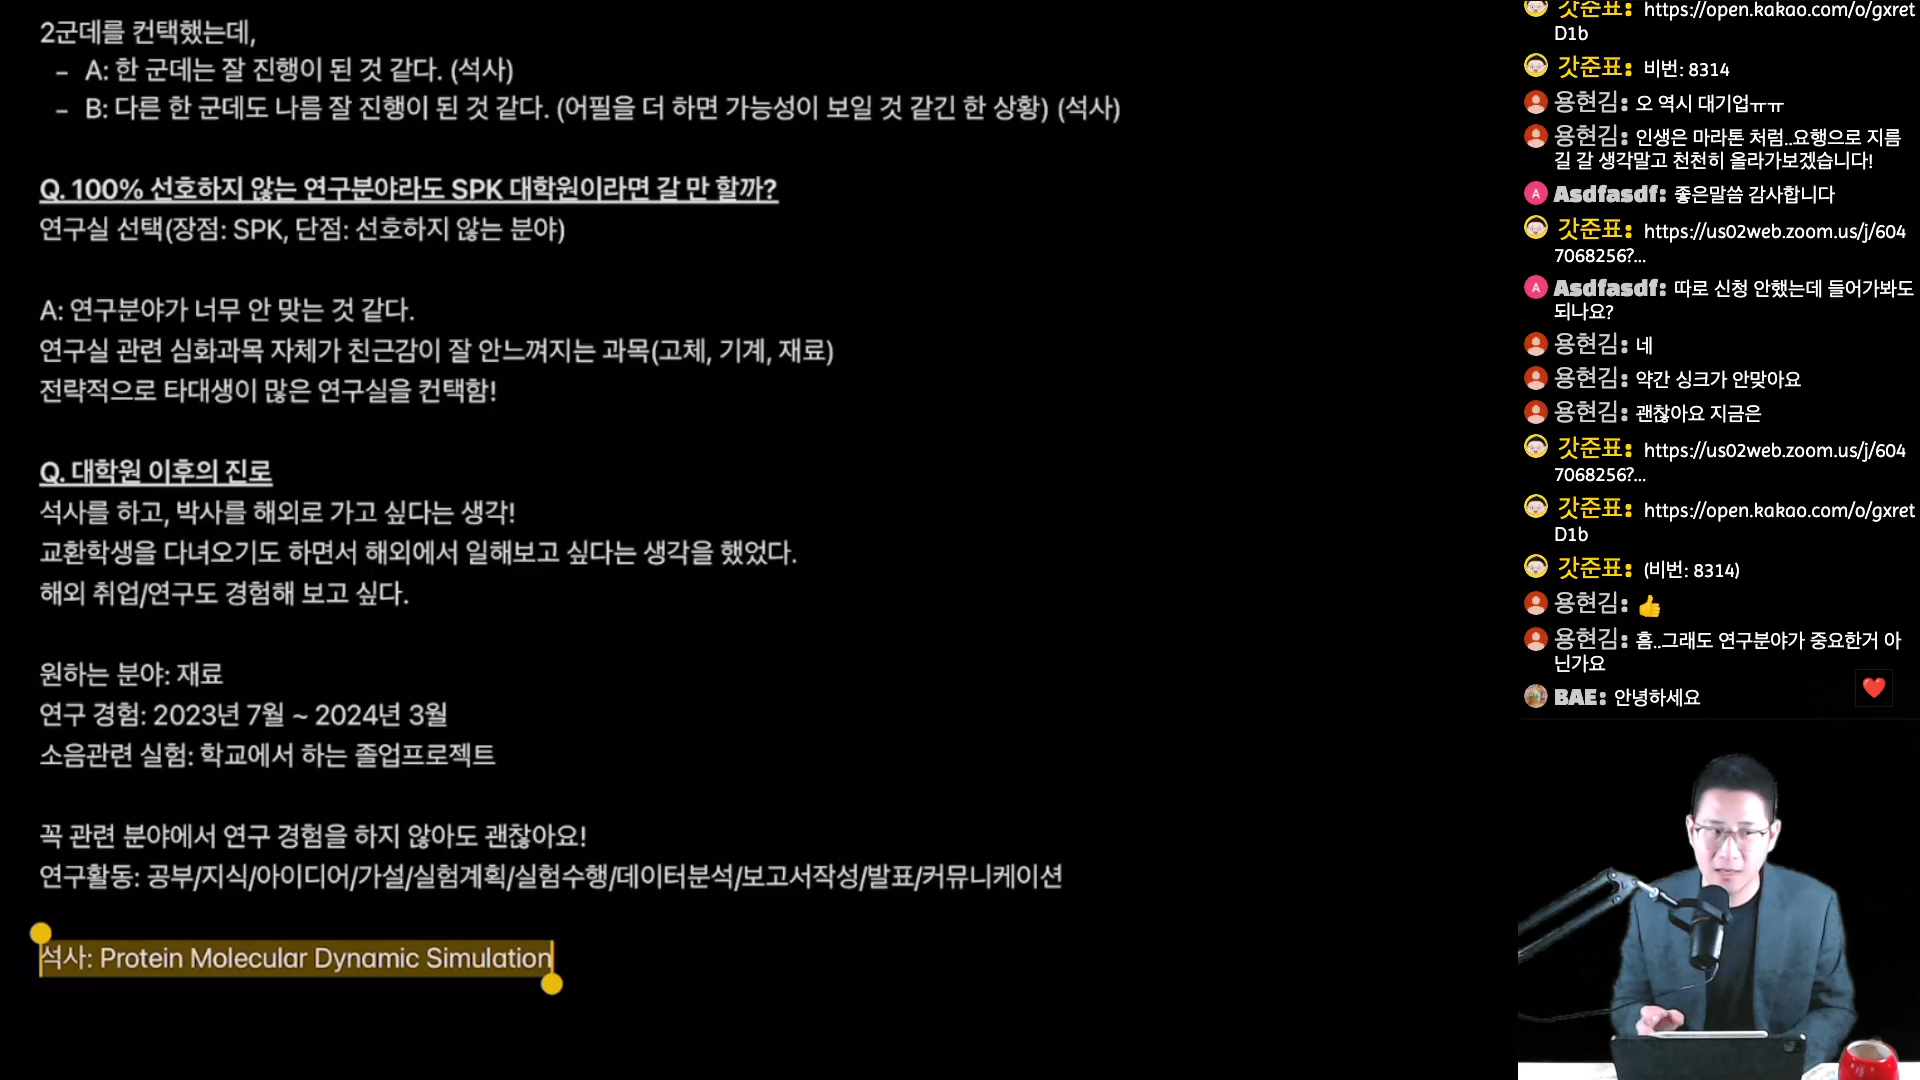 2군데를 컨택했는데,
- A: 한 군데는 잘 진행이 된 것 같다. (석사)
- B: 다른 한 군데도 나름 잘 진행이 된 것 같다. (어필을 더 하면 가능성이 보일 것 같긴 한 상황) (석사)
Q. 100% 선호하지 않는 연구분야라도 SPK 대학원이라면 갈 만 할까?
연구실 선택(장점: SPK, 단점: 선호하지 않는 분야)
A: 연구분야가 너무 안 맞는 것 같다.
연구실 관련 심화과목 자체가 친근감이 잘 안느껴지는 과목(고체, 기계, 재료)
전략적으로 타대생이 많은 연구실을 컨택함!
Q. 대학원 이후의 진로
석사를 하고, 박사를 해외로 가고 싶다는 생각!
교환학생을 다녀오기도 하면서 해외에서 일해보고 싶다는 생각을 했었다.
해외 취업/연구도 경험해 보고 싶다.
원하는 분야: 재료
연구 경험: 2023년 7월 ~ 2024년 3월
소음관련 실험: 학교에서 하는 졸업프로젝트
꼭 관련 분야에서 연구 경험을 하지 않아도 괜찮아요!
연구활동: 공부/지식/아이디어/가설/실험계획/실험수행/데이터분석/보고서작성/발표/커뮤니케이션
석사: Protein Molecular Dynamic Simulation
갓준표: https://open.kakao.com/o/gxret
D1b
갓준표: 비번: 8314
용현김: 오 역시 대기업ㅠㅠ
용현김: 인생은 마라톤 처럼..요행으로 지름
길 갈 생각말고 천천히 올라가보겠습니다!
A Asdfasdf: 좋은말씀 감사합니다
갓준표: https://us02web.zoom.us/j/604
7068256?...
A Asdfasdf: 따로 신청 안했는데 들어가봐도
되나요?
용현김: 네
용현김: 약간 싱크가 안맞아요
용현김: 괜찮아요 지금은
갓준표: https://us02web.zoom.us/j/604
7068256?...
갓준표: https://open.kakao.com/o/gxret
D1b
갓준표: (비번: 8314)
용현김: 👍
용현김: 흠..그래도 연구분야가 중요한거 아
닌가요
BAE: 안녕하세요